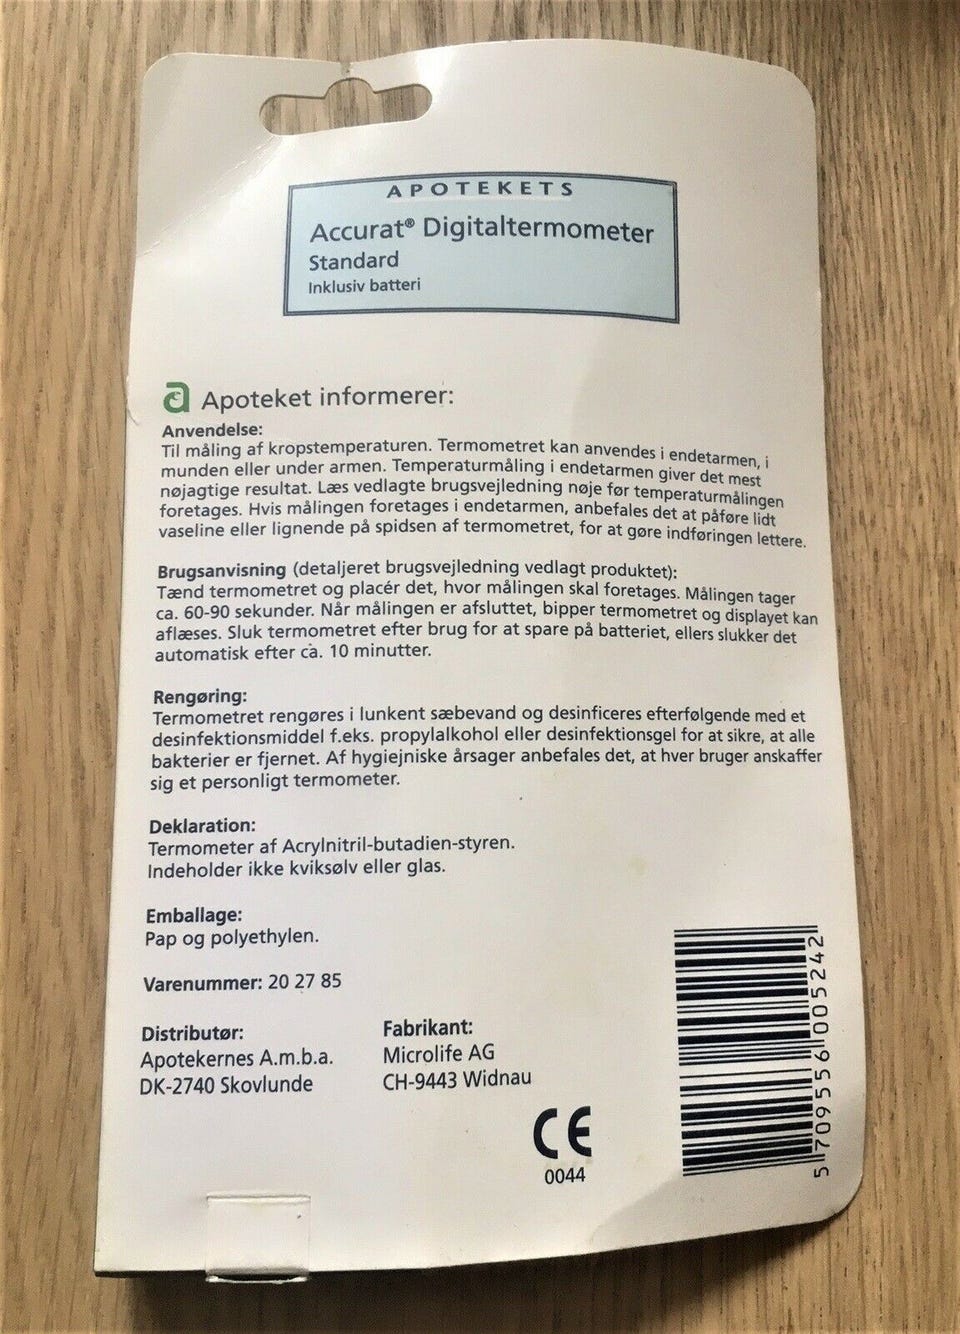 APOTEKETS
Accurat® Digitaltermometer
Standard
Inklusiv batteri
a Apoteket informerer:
Anvendelse:
Til måling af kropstemperaturen. Termometret kan anvendes i endetarmen, i
munden eller under armen. Temperaturmåling i endetarmen giver det mest
nøjagtige resultat. Læs vedlagte brugsvejledning nøje før temperaturmålingen
foretages. Hvis målingen foretages i endetarmen, anbefales det at påføre lidt
vaseline eller lignende på spidsen af termometret, for at gøre indføringen lettere.
Brugsanvisning (detaljeret brugsvejledning vedlagt produktet):
Tænd termometret og placér det, hvor målingen skal foretages. Målingen tager
ca. 60-90 sekunder. Når målingen er afsluttet, bipper termometret og displayet kan
aflæses. Sluk termometret efter brug for at spare på batteriet, ellers slukker det
automatisk efter ca. 10 minutter.
Rengøring:
Termometret rengøres i lunkent sæbevand og desinficeres efterfølgende med et
desinfektionsmiddel f.eks. propylalkohol eller desinfektionsgel for at sikre, at alle
bakterier er fjernet. Af hygiejniske årsager anbefales det, at hver bruger anskaffer
sig et personligt termometer.
Deklaration:
Termometer af Acrylnitril-butadien-styren.
Indeholder ikke kviksølv eller glas.
Emballage:
Pap og polyethylen.
Varenummer: 20 27 85
Distributør:
Apotekernes A.m.b.a.
DK-2740 Skovlunde
Fabrikant:
Microlife AG
CH-9443 Widnau
CE
0044
5 709556 005242